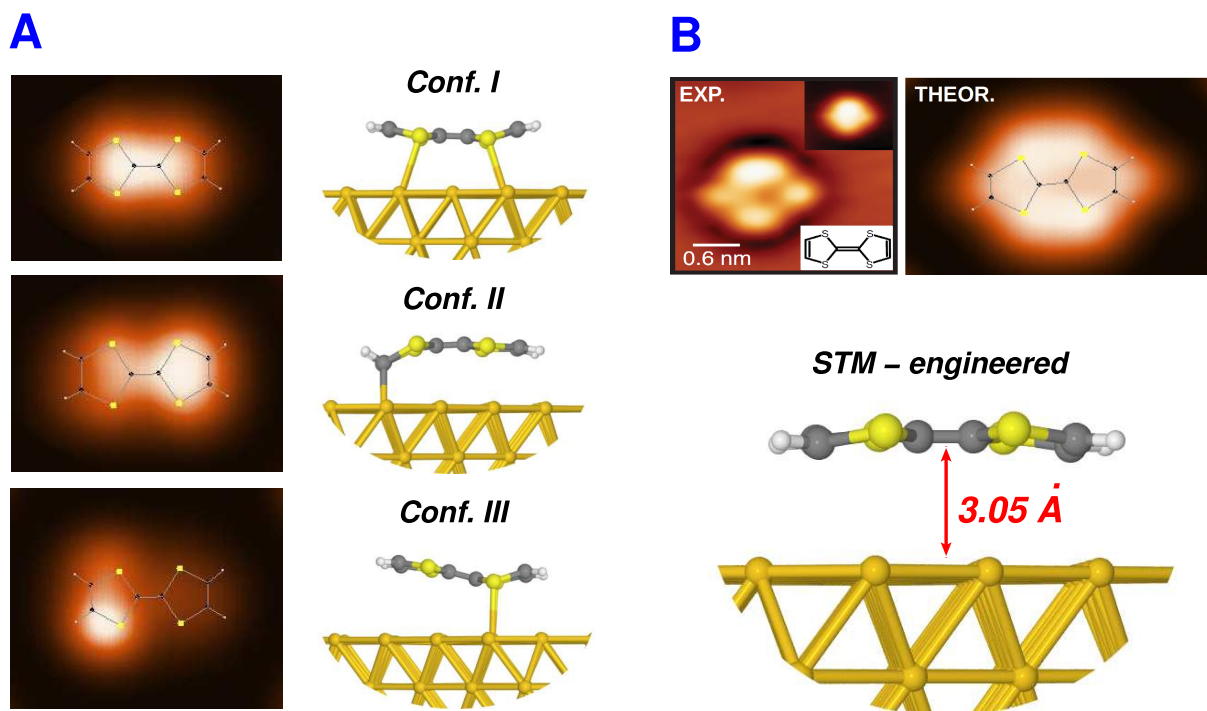 A
B
Conf. I
EXP.
THEOR.
S
S
S
S
0.6 nm
Conf. II
STM – engineered
Conf. III
3.05 Å